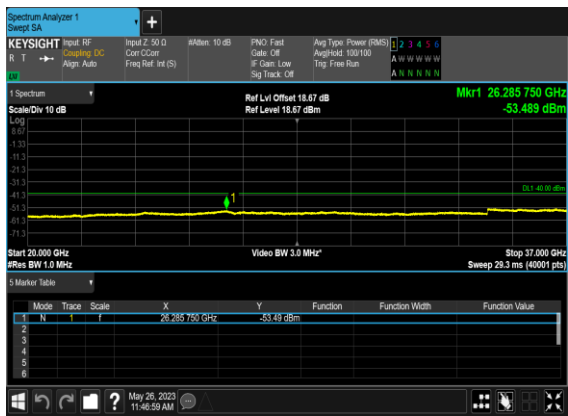 Spectrum Analyzer 1
Swept SA
KEYSIGHT Input: RF Input Z: 50 Ω #Atten: 10 dB PNO: Fast Avg Type: Power (RMS) 1 2 3 4 5 6
R T Coupling: DC Corr CCorr Gate: Off Avg|Hold: 100/100 A W W W W W
Align: Auto Freq Ref: Int (S) IF Gain: Low Trig: Free Run
Sig Track: Off A N N N N N
1 Spectrum Ref Lvl Offset 18.67 dB Mkr1 26.285 750 GHz
Scale/Div 10 dB Ref Level 18.67 dBm -53.489 dBm
Log
8.67
-1.33
-11.3
-21.3
-31.3
DL1 -40.00 dBm
-41.3
1
-51.3
-61.3
-71.3
Start 20.000 GHz Video BW 3.0 MHz* Stop 37.000 GHz
#Res BW 1.0 MHz Sweep 29.3 ms (40001 pts)
5 Marker Table
Mode Trace Scale X Y Function Function Width Function Value
1 N 1 f 26.285 750 GHz -53.49 dBm
2
3
4
5
6
? May 26, 2023
11:46:59 AM